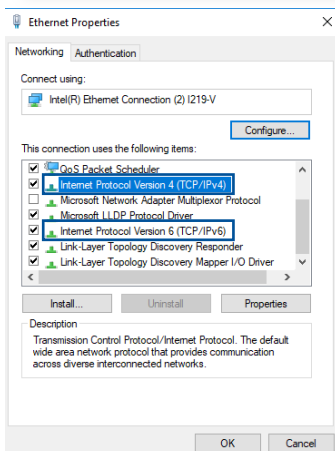 Ethernet Properties
Networking Authentication
Connect using:
Intel(R) Ethernet Connection (2) I219-V
Configure...
This connection uses the following items:
QoS Packet Scheduler
Internet Protocol Version 4 (TCP/IPv4)
Microsoft Network Adapter Multiplexor Protocol
Microsoft LLDP Protocol Driver
Internet Protocol Version 6 (TCP/IPv6)
Link-Layer Topology Discovery Responder
Link-Layer Topology Discovery Mapper I/O Driver
Install... Uninstall Properties
Description
Transmission Control Protocol/Internet Protocol. The default
wide area network protocol that provides communication
across diverse interconnected networks.
OK Cancel